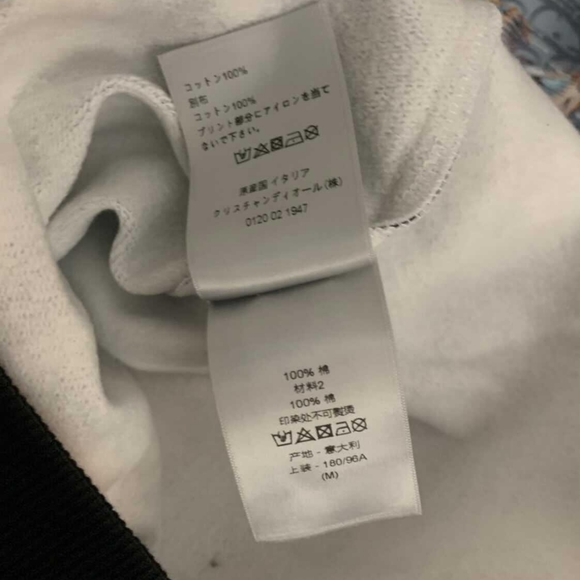 コットン100%
別布
コットン100%
プリント部分にアイロンを当て
ないで下さい。
原産国 イタリア
クリスチャンディオール(株)
0120 02 1947
100% 棉
材料2
100% 棉
印染处不可熨烫
产地 - 意大利
上装 - 180/96A
(M)